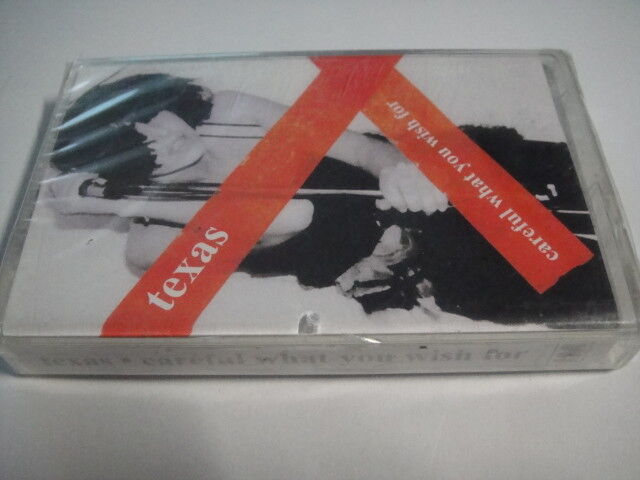 texas
careful what you wish for
texas • careful what you wish for